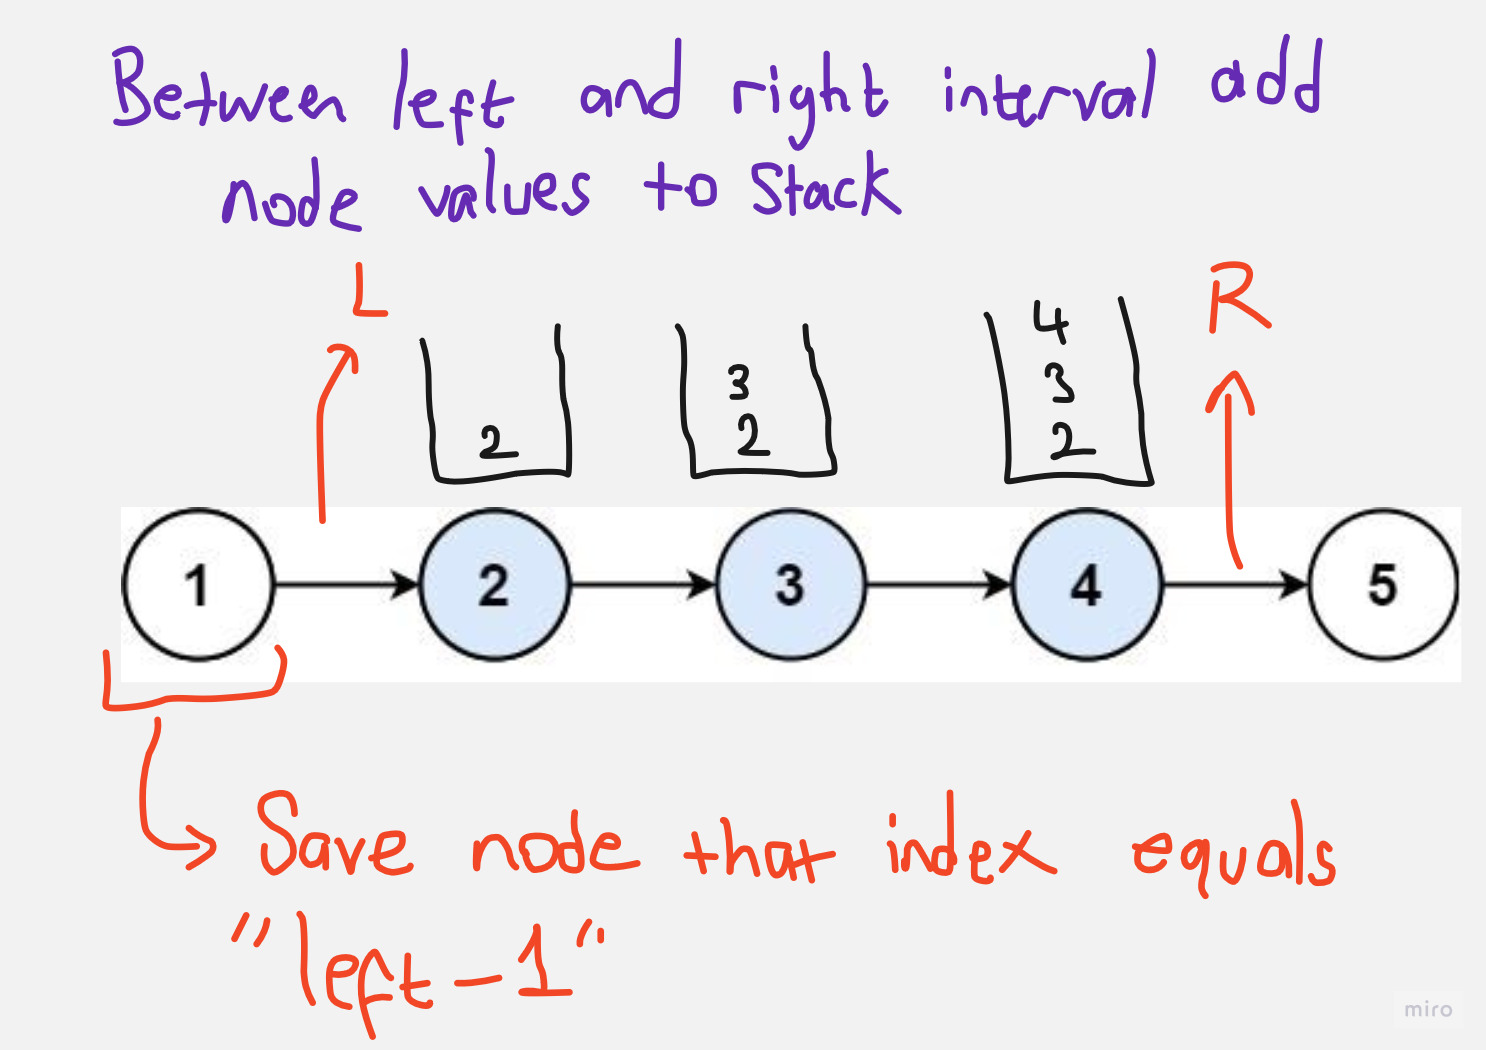 Between left and right interval add
node values to Stack
L
R
2
3
2
4
3
2
1 2 3 4 5
Save node that index equals
"left-1"
miro